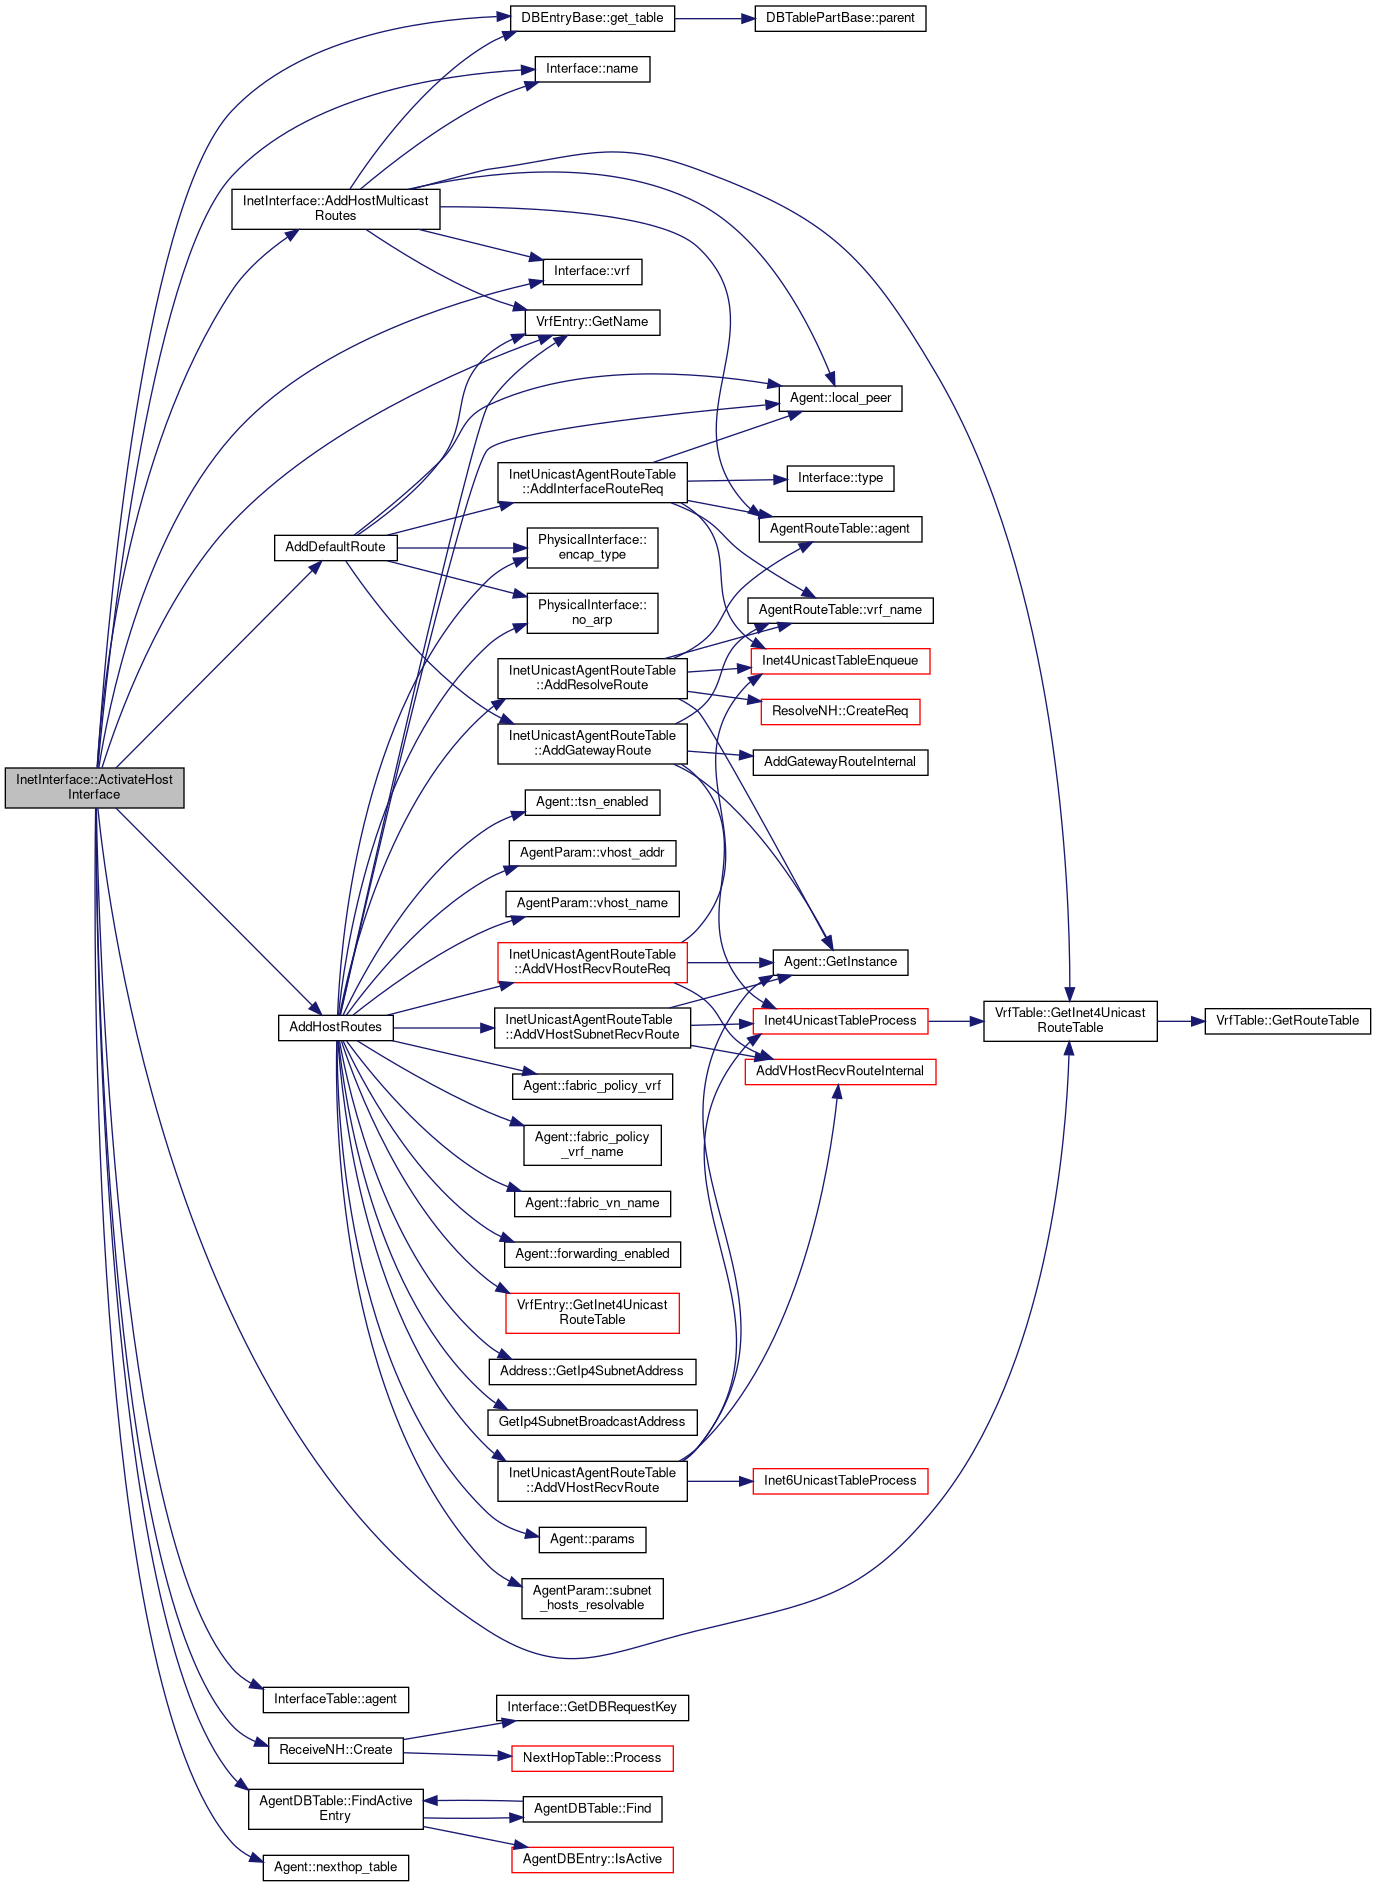 DBEntryBase::get_table
DBTablePartBase::parent
Interface::name
InetInterface::AddHostMulticast
Routes
Interface::vrf
VrfEntry::GetName
Agent::local_peer
InetUnicastAgentRouteTable
::AddInterfaceRouteReq
Interface::type
AgentRouteTable::agent
AddDefaultRoute
PhysicalInterface::
encap_type
PhysicalInterface::
no_arp
AgentRouteTable::vrf_name
Inet4UnicastTableEnqueue
InetUnicastAgentRouteTable
::AddResolveRoute
ResolveNH::CreateReq
InetUnicastAgentRouteTable
::AddGatewayRoute
AddGatewayRouteInternal
InetInterface::ActivateHost
Interface
Agent::tsn_enabled
AgentParam::vhost_addr
AgentParam::vhost_name
InetUnicastAgentRouteTable
::AddVHostRecvRouteReq
Agent::GetInstance
AddHostRoutes
InetUnicastAgentRouteTable
::AddVHostSubnetRecvRoute
Inet4UnicastTableProcess
VrfTable::GetInet4Unicast
RouteTable
VrfTable::GetRouteTable
AddVHostRecvRouteInternal
Agent::fabric_policy_vrf
Agent::fabric_policy
_vrf_name
Agent::fabric_vn_name
Agent::forwarding_enabled
VrfEntry::GetInet4Unicast
RouteTable
Address::GetIp4SubnetAddress
GetIp4SubnetBroadcastAddress
InetUnicastAgentRouteTable
::AddVHostRecvRoute
Inet6UnicastTableProcess
Agent::params
AgentParam::subnet
_hosts_resolvable
InterfaceTable::agent
Interface::GetDBRequestKey
ReceiveNH::Create
NextHopTable::Process
AgentDBTable::FindActive
Entry
AgentDBTable::Find
AgentDBEntry::IsActive
Agent::nexthop_table